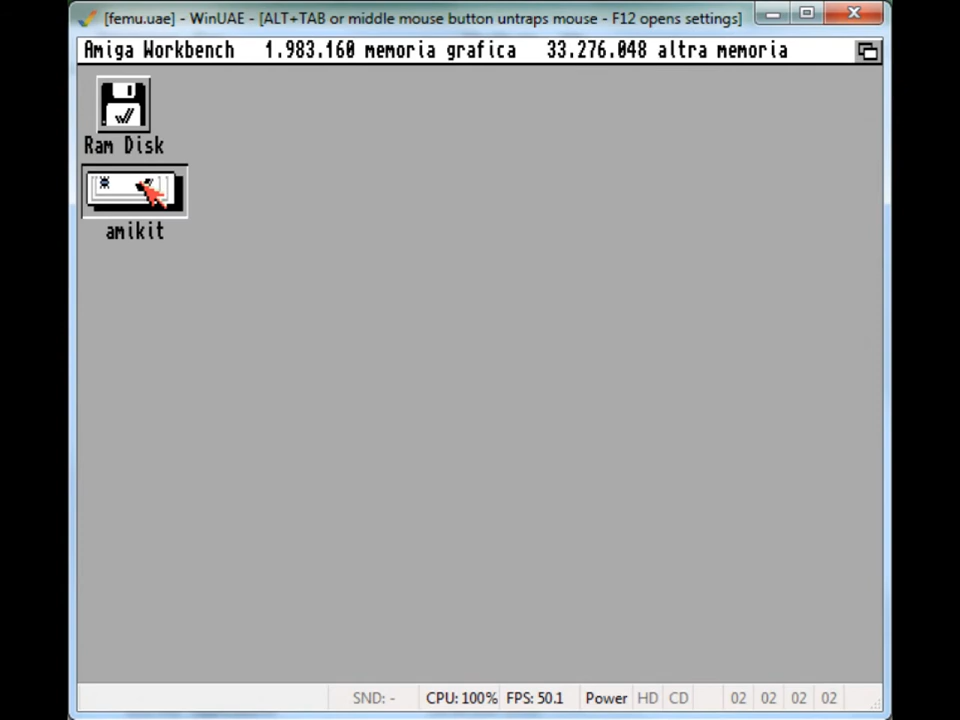 [femu.uae] - WinUAE - [ALT+TAB or middle mouse button untraps mouse - F12 opens settings]
Amiga Workbench 1.983.160 memoria grafica 33.276.048 altra memoria
Ram Disk
amikit
SND: - CPU: 100% FPS: 50.1 Power HD CD 02 02 02 02